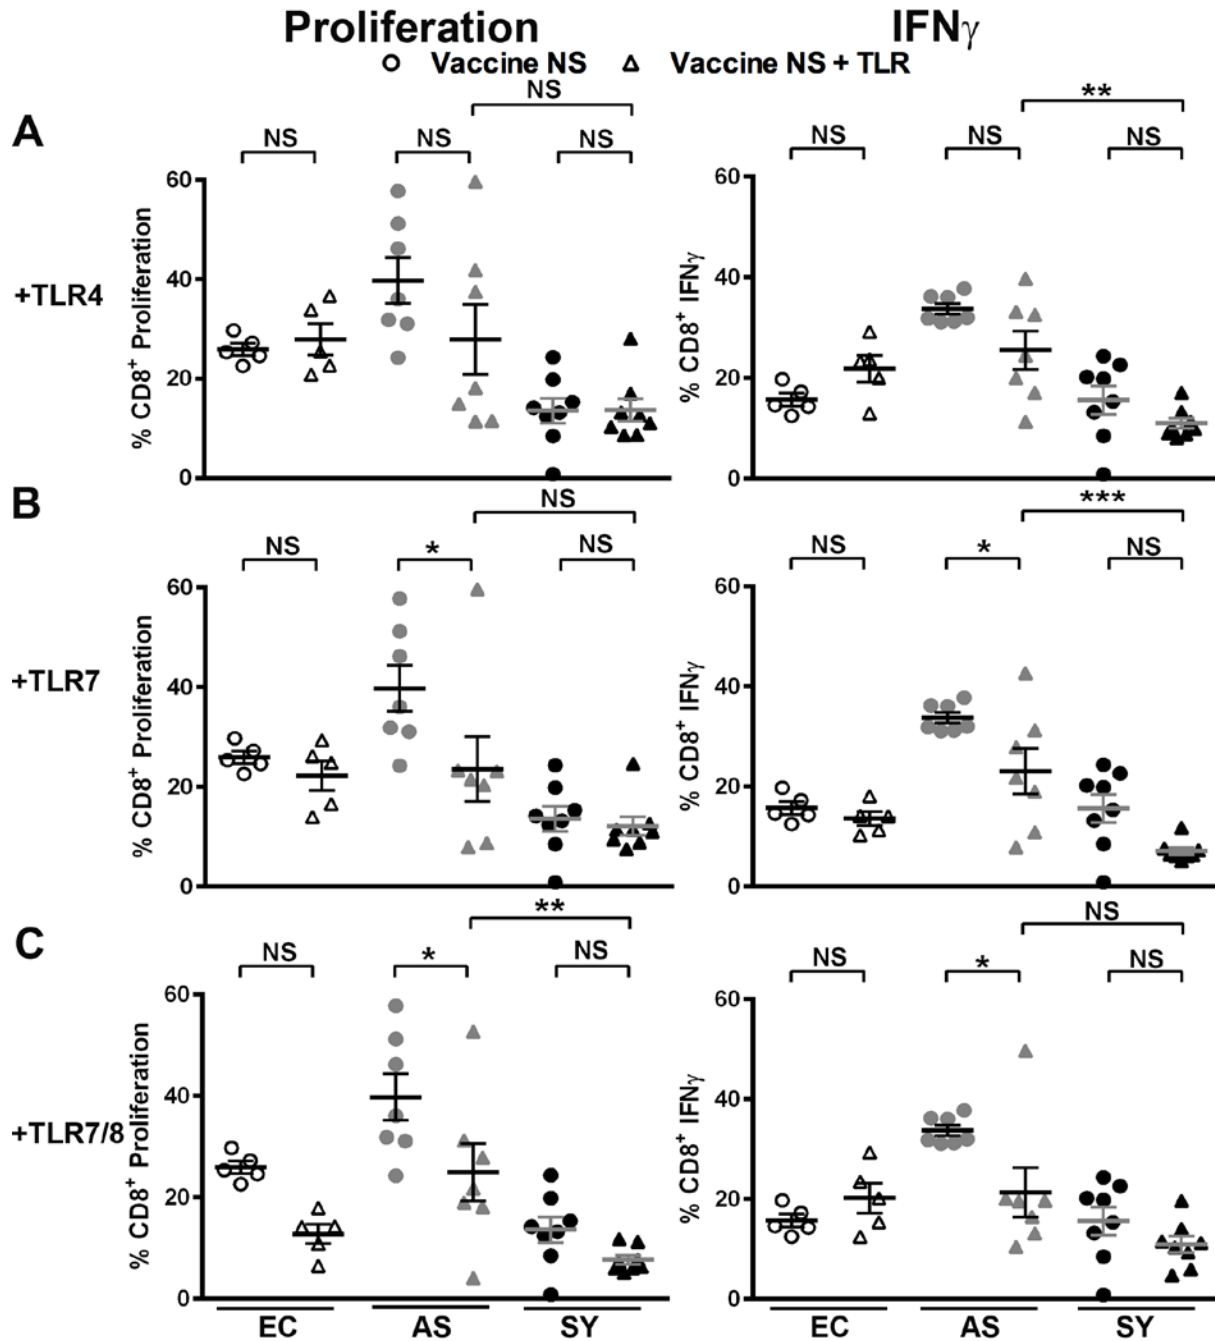 Proliferation IFNγ
Vaccine NS Vaccine NS + TLR
A
NS NS NS NS
NS NS NS **
+TLR4
% CD8⁺ Proliferation
60
40
20
0
% CD8⁺ IFNγ
60
40
20
0
B
NS * NS NS
NS * NS ***
+TLR7
% CD8⁺ Proliferation
60
40
20
0
% CD8⁺ IFNγ
60
40
20
0
C
NS * ** NS
NS * NS NS
+TLR7/8
% CD8⁺ Proliferation
60
40
20
0
% CD8⁺ IFNγ
60
40
20
0
EC AS SY EC AS SY